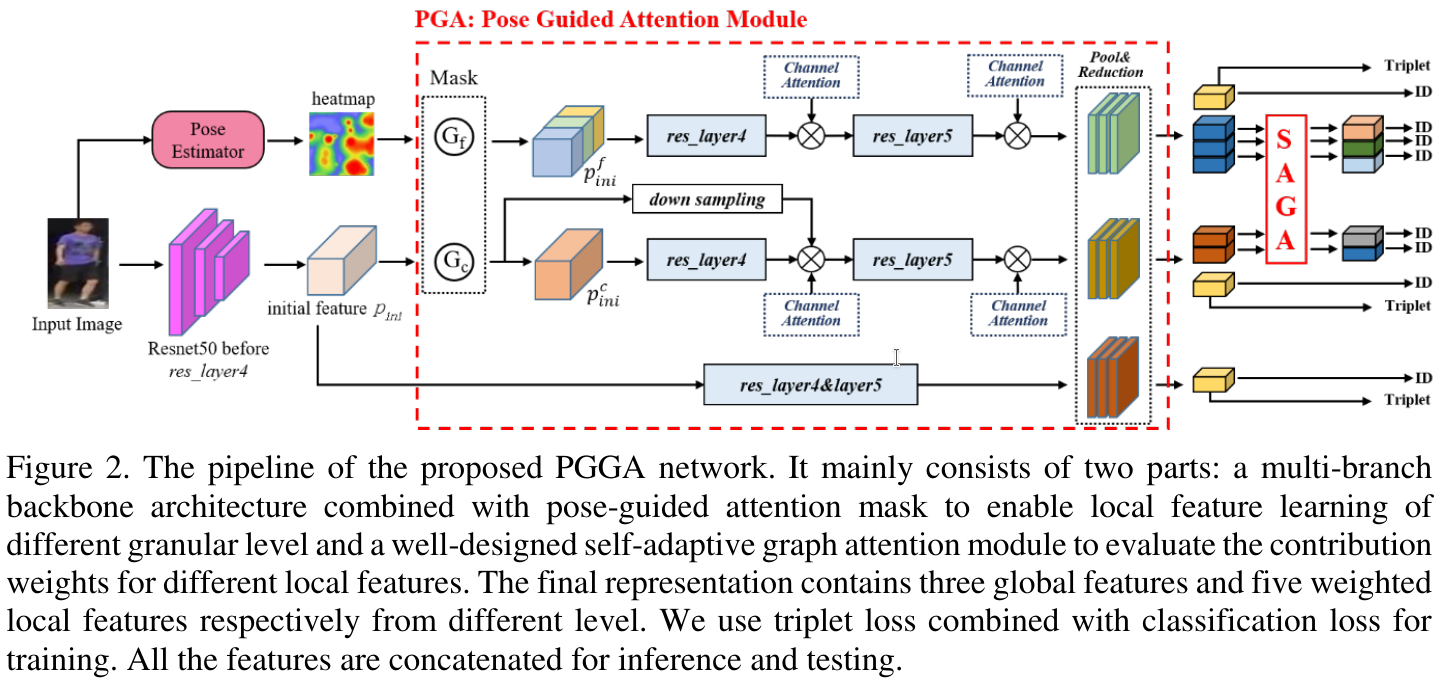 PGA: Pose Guided Attention Module
Mask
heatmap
Pose
Estimator
G_f
p_{ini}^{f}
res_layer4
Channel
Attention
res_layer5
Channel
Attention
Pool&
Reduction
Triplet
ID
ID
ID
ID
S
A
G
A
down sampling
Input Image
Resnet50 before
res_layer4
initial feature p_{ini}
G_c
p_{ini}^{c}
res_layer4
Channel
Attention
res_layer5
Channel
Attention
ID
ID
ID
Triplet
res_layer4&layer5
ID
Triplet
Figure 2. The pipeline of the proposed PGGA network. It mainly consists of two parts: a multi-branch
backbone architecture combined with pose-guided attention mask to enable local feature learning of
different granular level and a well-designed self-adaptive graph attention module to evaluate the contribution
weights for different local features. The final representation contains three global features and five weighted
local features respectively from different level. We use triplet loss combined with classification loss for
training. All the features are concatenated for inference and testing.